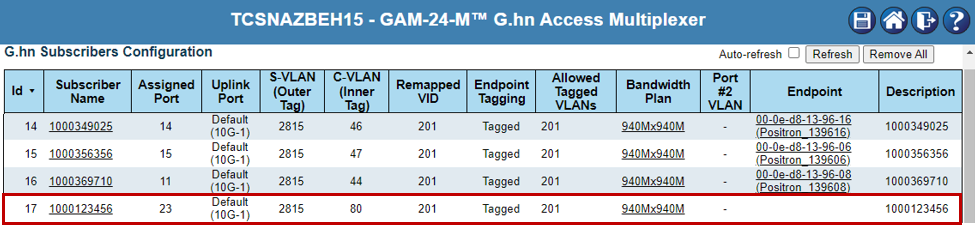 TCSNAZBEH15 - GAM-24-M™ G.hn Access Multiplexer
G.hn Subscribers Configuration
Auto-refresh Refresh Remove All
Id Subscriber Name Assigned Port Uplink Port S-VLAN (Outer Tag) C-VLAN (Inner Tag) Remapped VID Endpoint Tagging Allowed Tagged VLANs Bandwidth Plan Port #2 VLAN Endpoint Description
14 1000349025 14 Default (10G-1) 2815 46 201 Tagged 201 940Mx940M - 00-0e-d8-13-96-16 (Positron_139616) 1000349025
15 1000356356 15 Default (10G-1) 2815 47 201 Tagged 201 940Mx940M - 00-0e-d8-13-96-06 (Positron_139606) 1000356356
16 1000369710 11 Default (10G-1) 2815 44 201 Tagged 201 940Mx940M - 00-0e-d8-13-96-08 (Positron_139608) 1000369710
17 1000123456 23 Default (10G-1) 2815 80 201 Tagged 201 940Mx940M - 1000123456